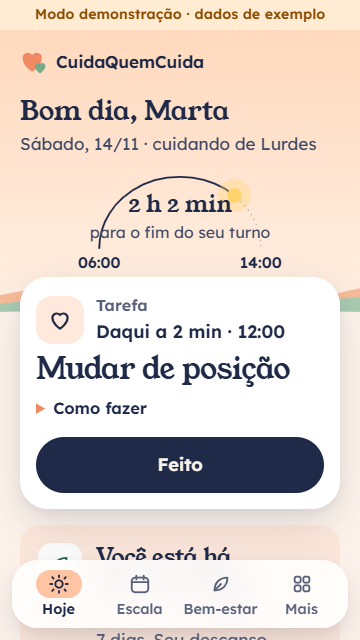 Modo demonstração · dados de exemplo
CuidaQuemCuida
Bom dia, Marta
Sábado, 14/11 · cuidando de Lurdes
2 h 2 min
para o fim do seu turno
06:00 14:00
Tarefa
Daqui a 2 min · 12:00
Mudar de posição
Como fazer
Feito
Você está há
7 dias. Seu descanso
Hoje Escala Bem-estar Mais